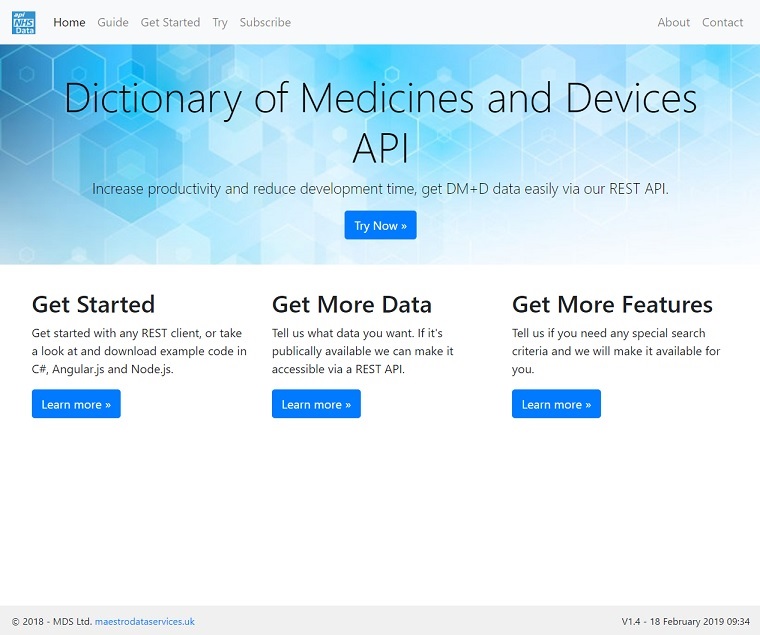 api
NHS
Data
Home Guide Get Started Try Subscribe About Contact
Dictionary of Medicines and Devices
API
Increase productivity and reduce development time, get DM+D data easily via our REST API.
Try Now »
Get Started
Get started with any REST client, or take
a look at and download example code in
C#, Angular.js and Node.js.
Learn more »
Get More Data
Tell us what data you want. If it's
publically available we can make it
accessible via a REST API.
Learn more »
Get More Features
Tell us if you need any special search
criteria and we will make it available for
you.
Learn more »
© 2018 - MDS Ltd. maestrodataservices.uk V1.4 - 18 February 2019 09:34